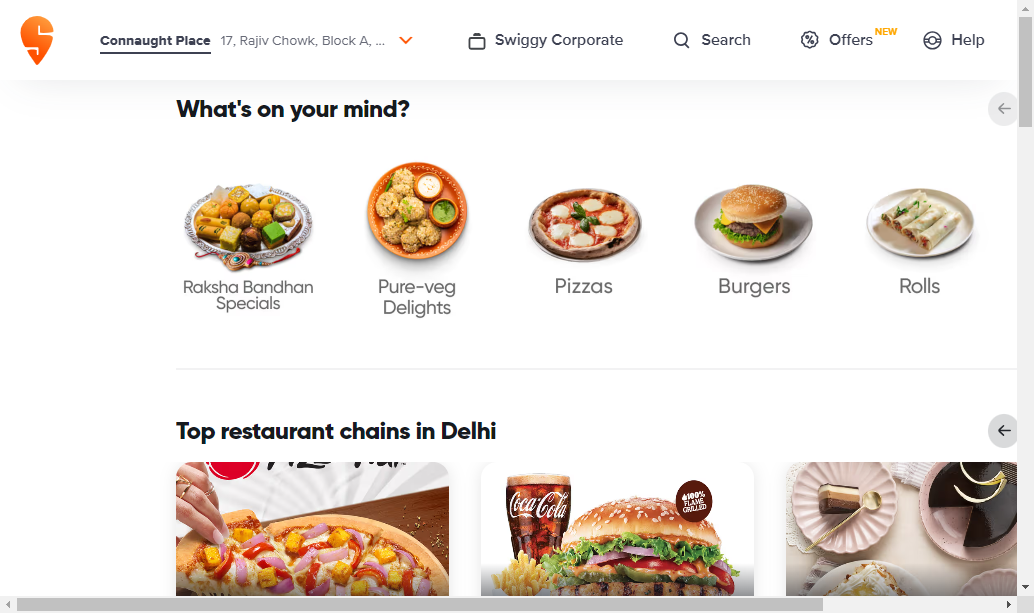 Connaught Place 17, Rajiv Chowk, Block A, ... Swiggy Corporate Search Offers NEW Help
What's on your mind?
Raksha Bandhan
Specials
Pure-veg
Delights
Pizzas
Burgers
Rolls
Top restaurant chains in Delhi
Coca-Cola
100%
FLAME
GRILLED